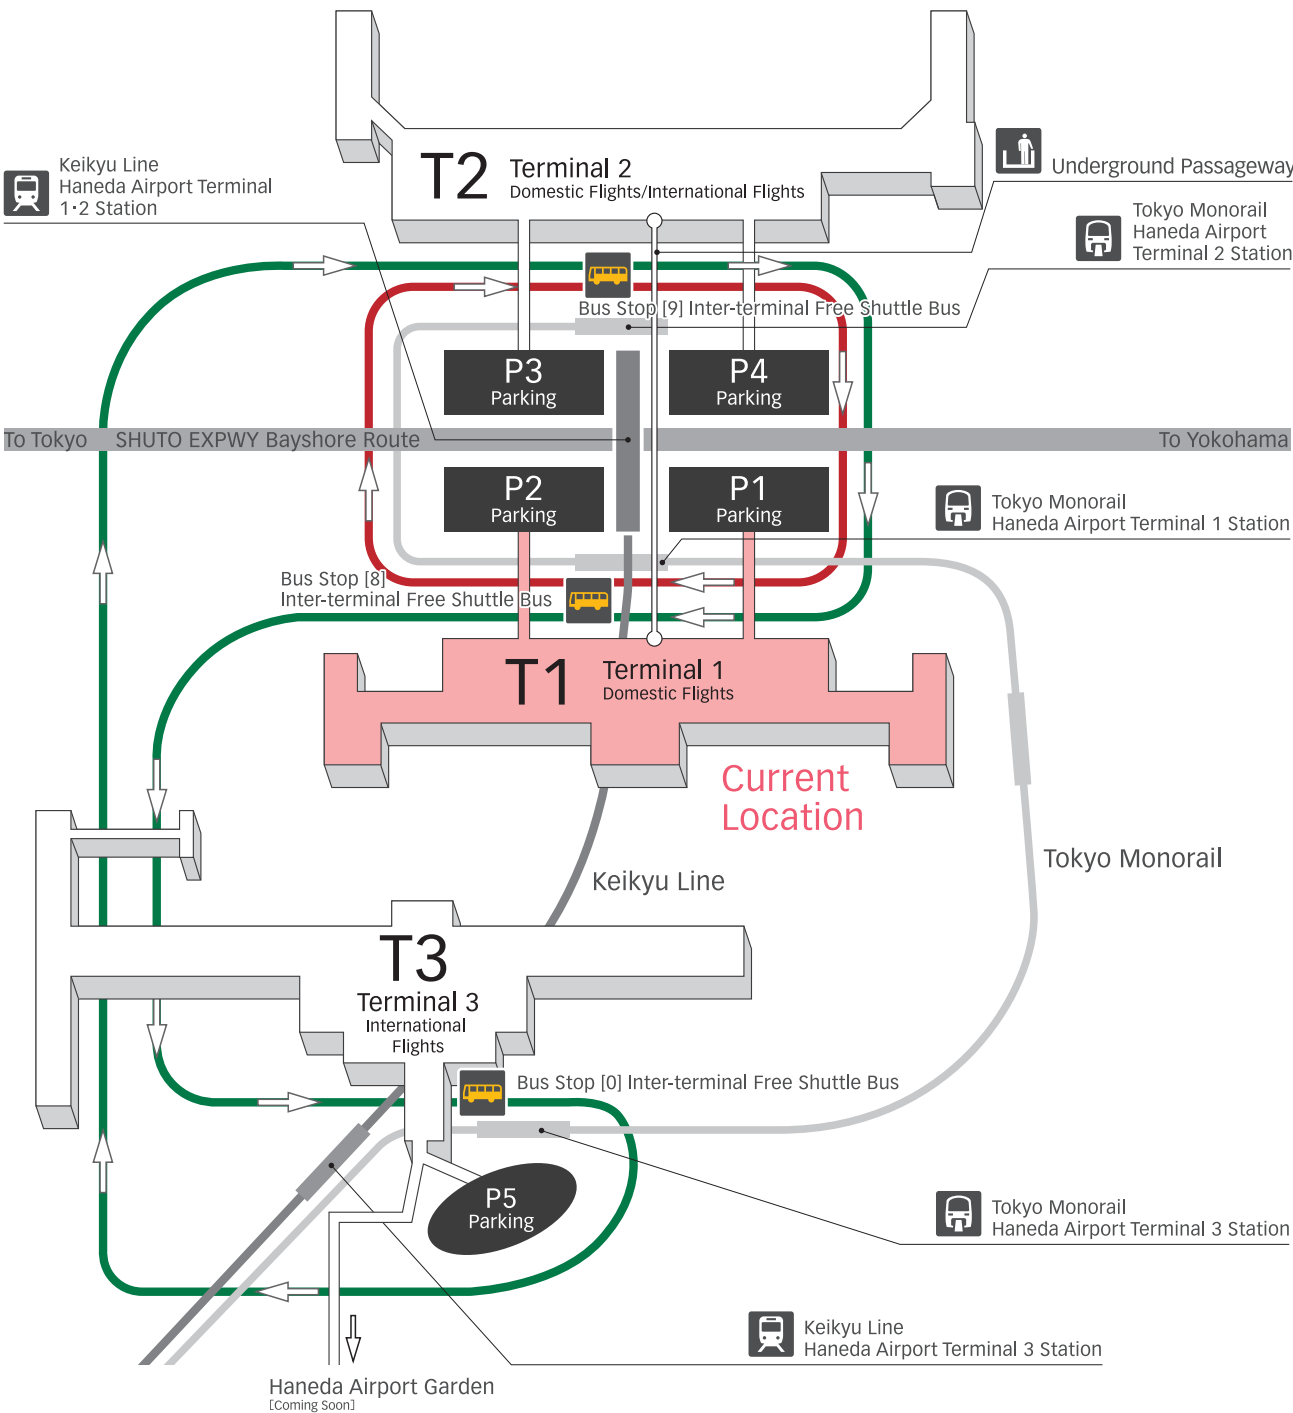 T2
Terminal 2
Domestic Flights/International Flights
Keikyu Line
Haneda Airport Terminal
1·2 Station
Underground Passageway
Tokyo Monorail
Haneda Airport
Terminal 2 Station
Bus Stop [9] Inter-terminal Free Shuttle Bus
P3
Parking
P4
Parking
To Tokyo
SHUTO EXPWY Bayshore Route
To Yokohama
P2
Parking
P1
Parking
Tokyo Monorail
Haneda Airport Terminal 1 Station
Bus Stop [8]
Inter-terminal Free Shuttle Bus
T1
Terminal 1
Domestic Flights
Current
Location
Tokyo Monorail
Keikyu Line
T3
Terminal 3
International
Flights
Bus Stop [0] Inter-terminal Free Shuttle Bus
P5
Parking
Tokyo Monorail
Haneda Airport Terminal 3 Station
Keikyu Line
Haneda Airport Terminal 3 Station
Haneda Airport Garden
[Coming Soon]